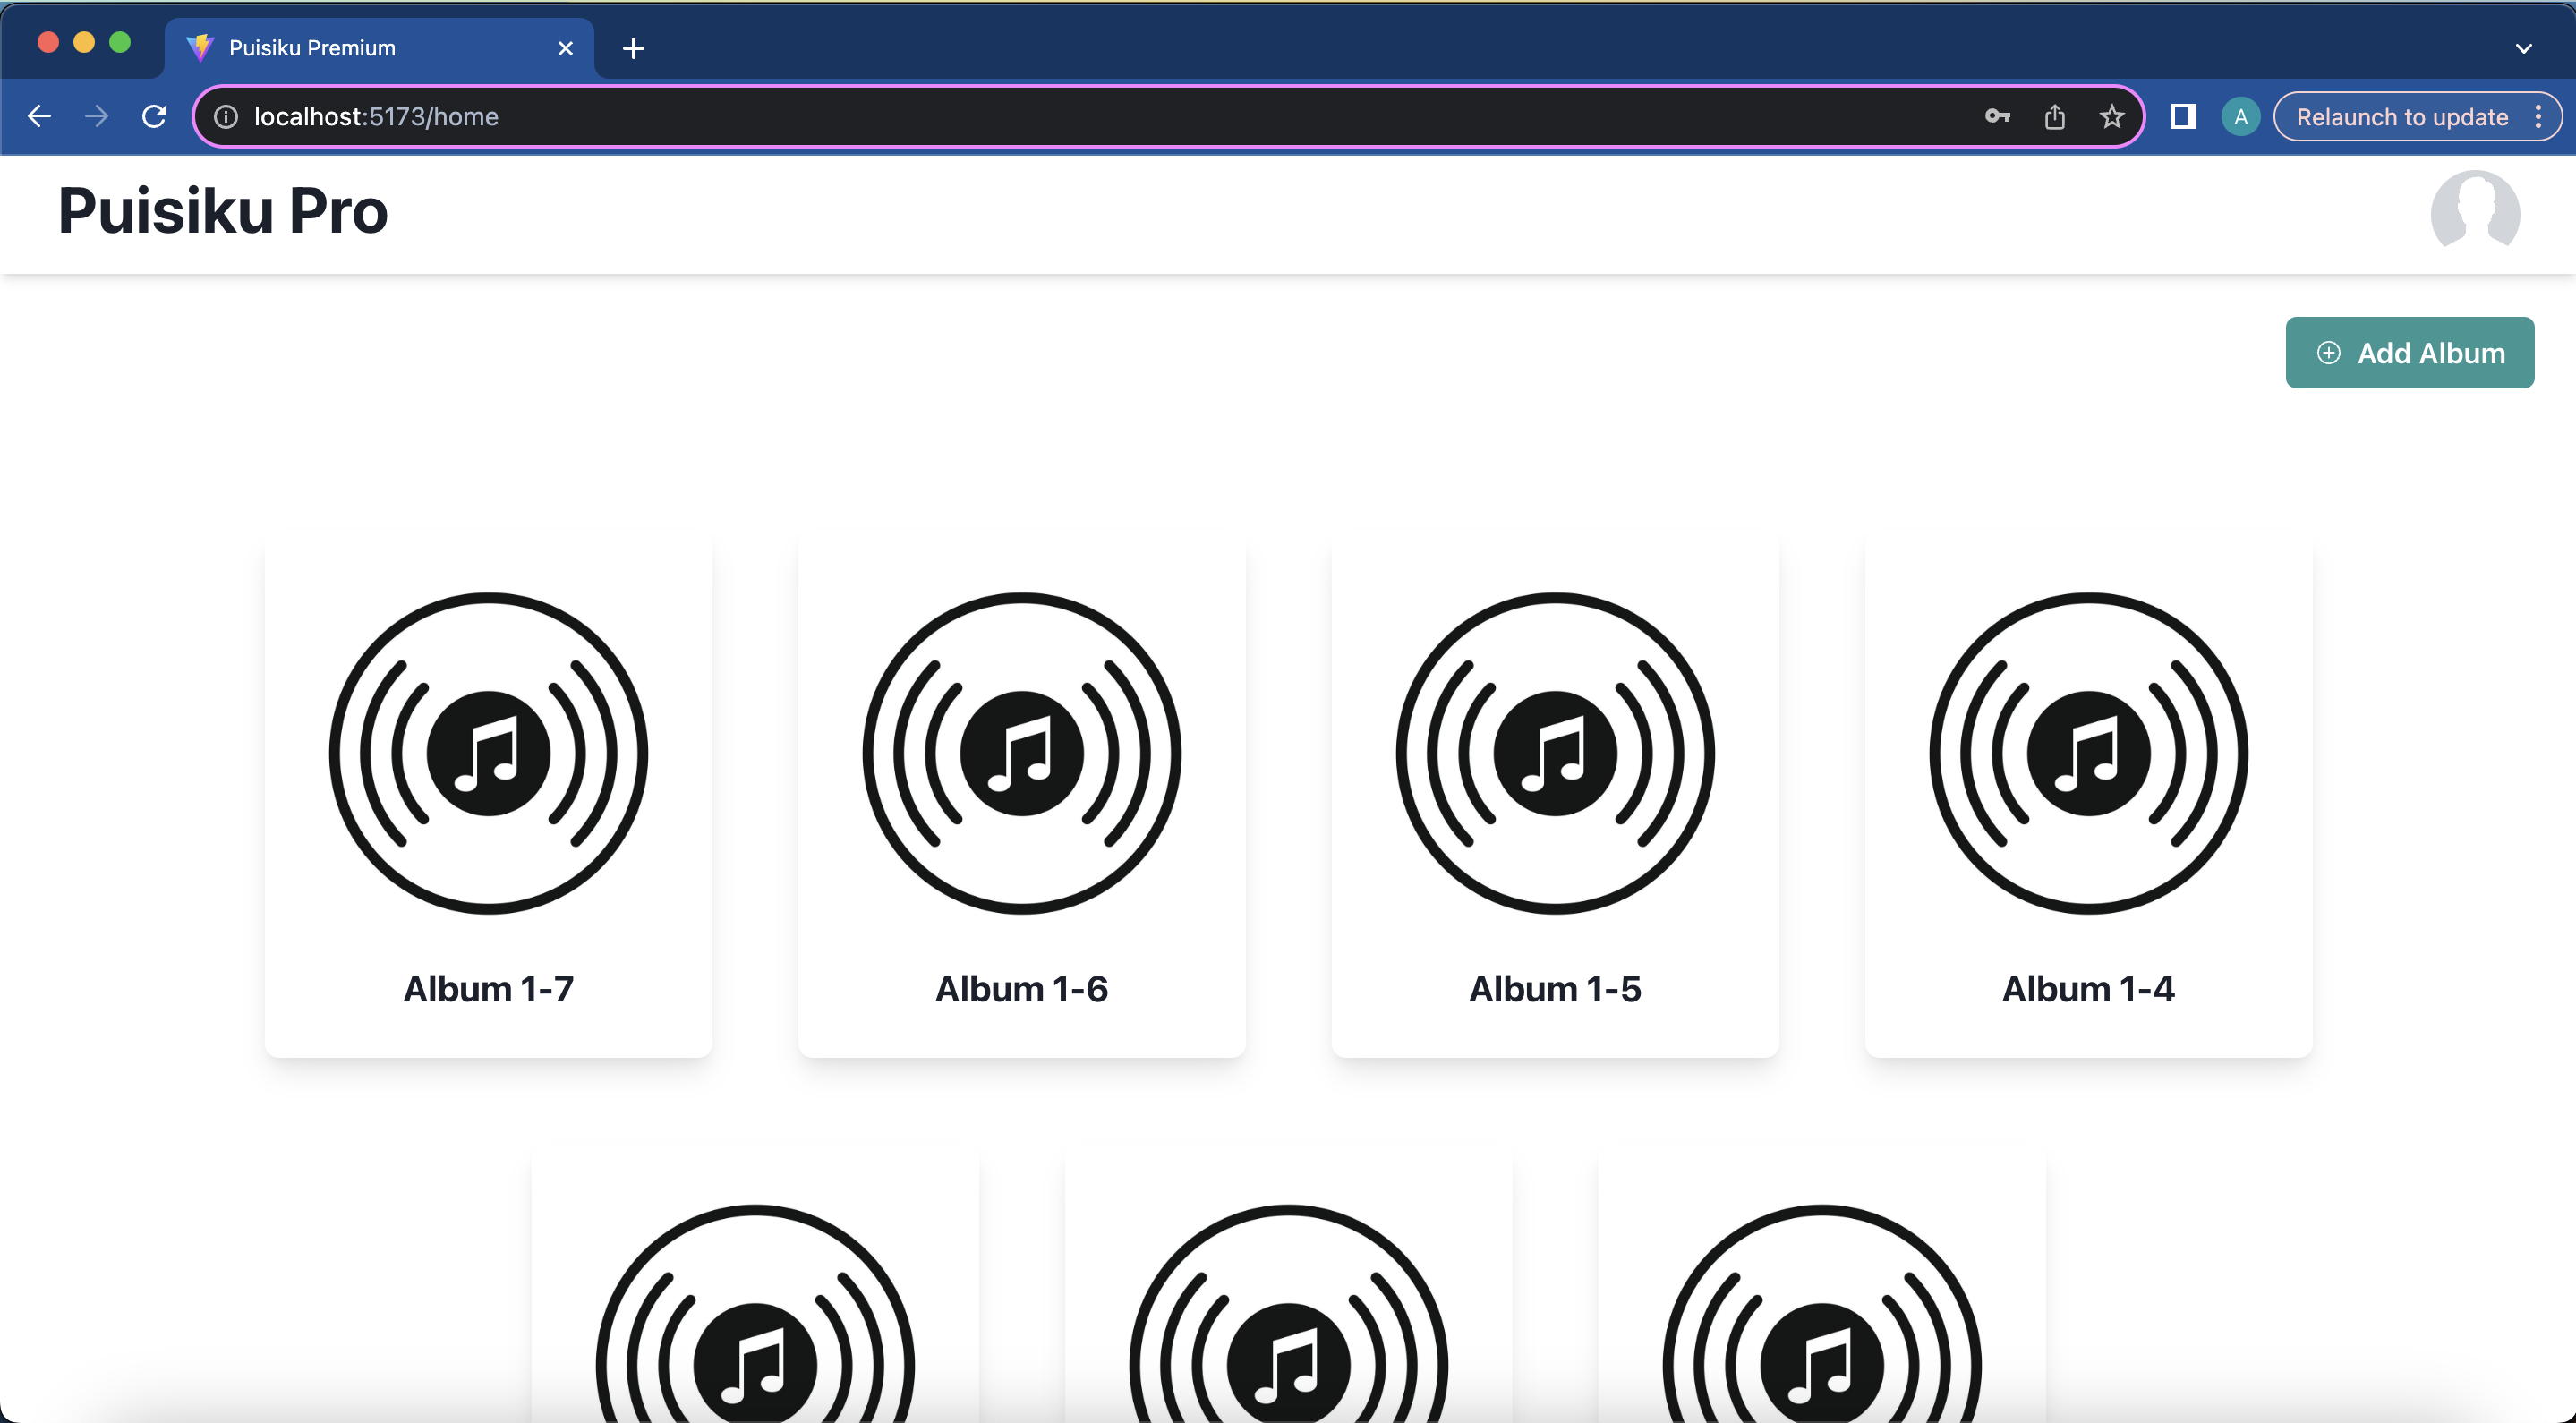 Puisiku Premium
localhost:5173/home
A
Relaunch to update
Puisiku Pro
Add Album
Album 1-7
Album 1-6
Album 1-5
Album 1-4